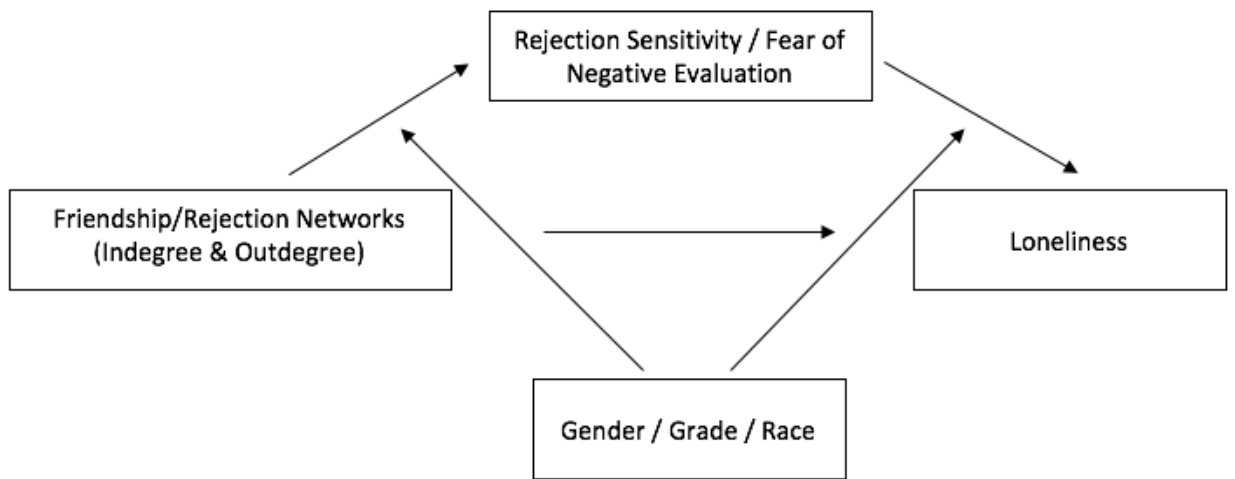 Rejection Sensitivity / Fear of
Negative Evaluation
Friendship/Rejection Networks
(Indegree & Outdegree)
Loneliness
Gender / Grade / Race